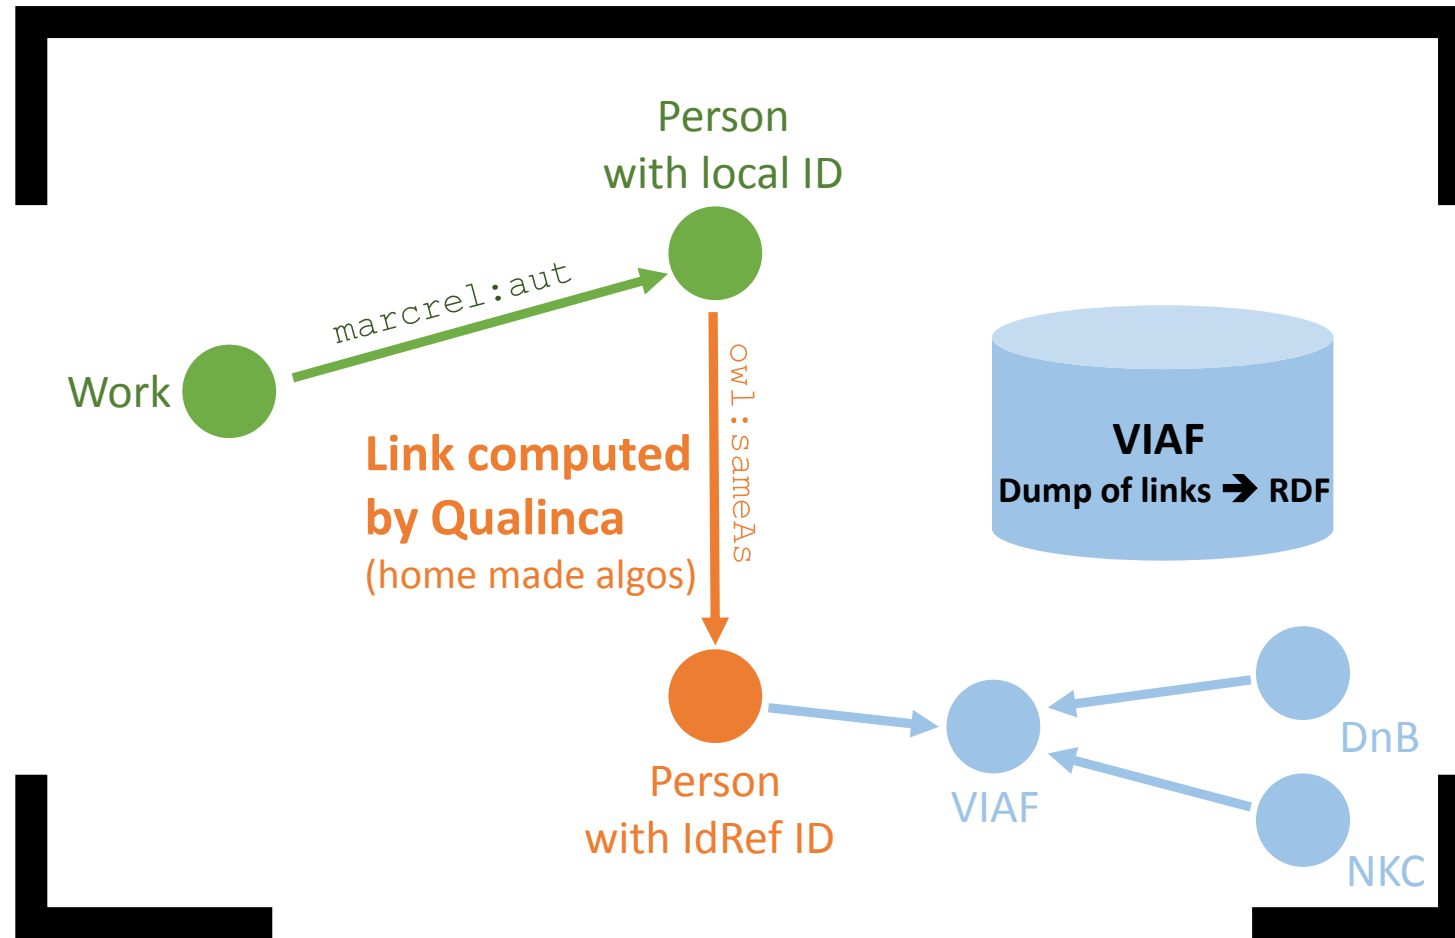 Person
with local ID
marcrel:aut
Work
owl:sameAs
Link computed
by Qualinca
(home made algos)
VIAF
Dump of links ➔ RDF
Person
with IdRef ID
VIAF
DnB
NKC